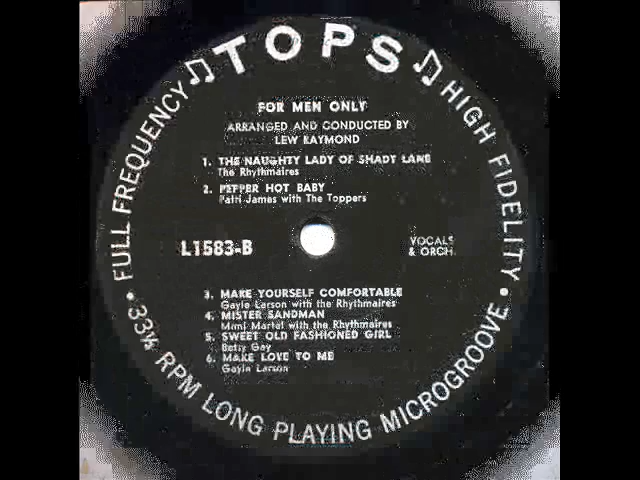 TOPS
FULL FREQUENCY
HIGH FIDELITY
FOR MEN ONLY
ARRANGED AND CONDUCTED BY
LEW RAYMOND
1. THE NAUGHTY LADY OF SHADY LANE
The Rhythmaires
2. PEPPER HOT BABY
Patti James with The Toppers
L1583-B
VOCALS
& ORCH.
3. MAKE YOURSELF COMFORTABLE
Gayle Larson with the Rhythmaires
4. MISTER SANDMAN
Mimi Martel with the Rhythmaires
5. SWEET OLD FASHIONED GIRL
Betty Gay
6. MAKE LOVE TO ME
Gayle Larson
• 33⅓ RPM LONG PLAYING MICROGROOVE •